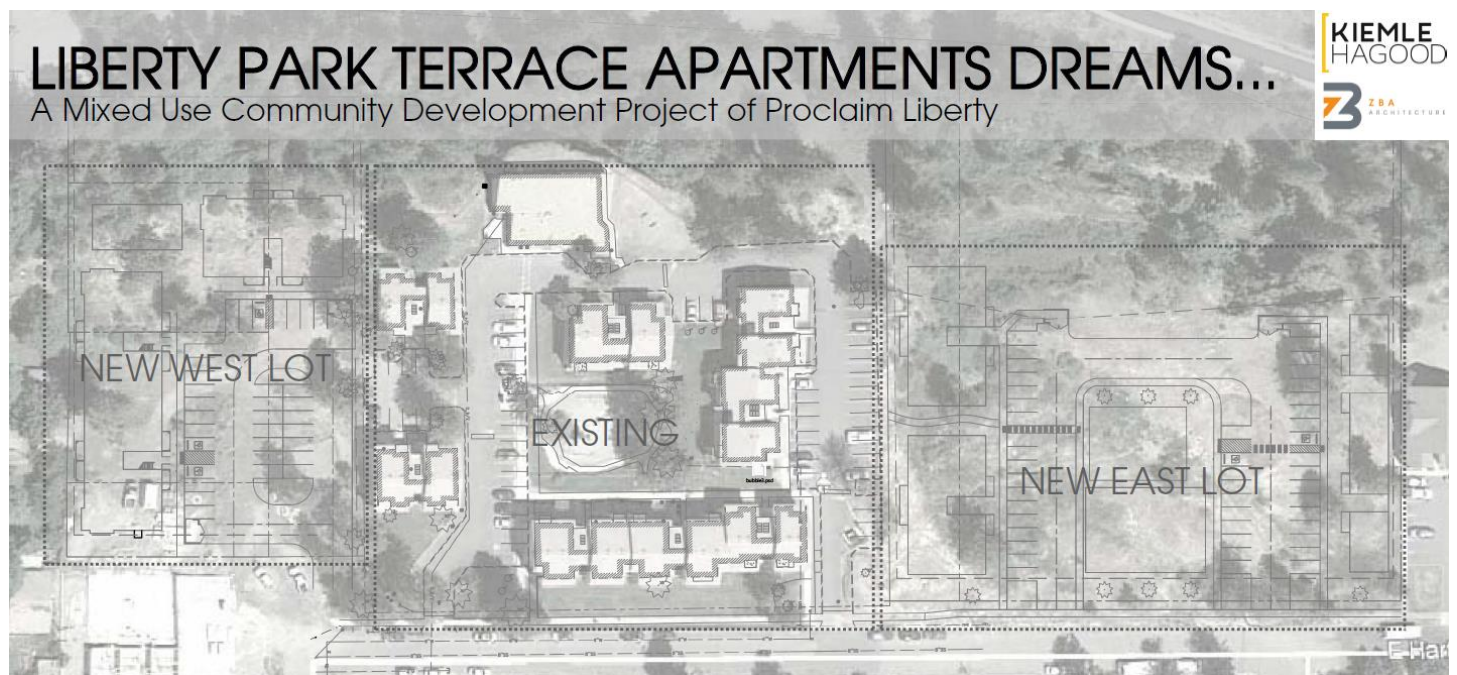 LIBERTY PARK TERRACE APARTMENTS DREAMS...
A Mixed Use Community Development Project of Proclaim Liberty
KIEMLE
HAGOOD
ZBA
ARCHITECTURE
NEW WEST LOT
EXISTING
NEW EAST LOT